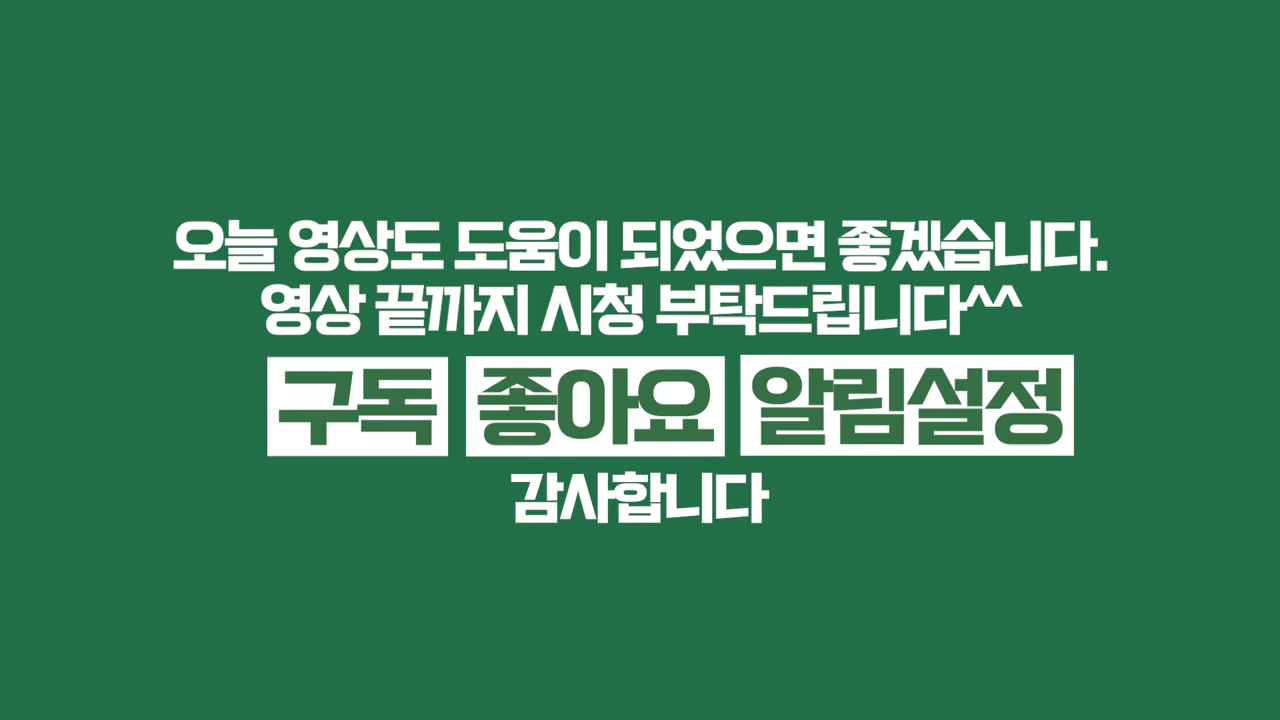 오늘 영상도 도움이 되었으면 좋겠습니다.
영상 끝까지 시청 부탁드립니다^^
구독 좋아요 알림설정
감사합니다